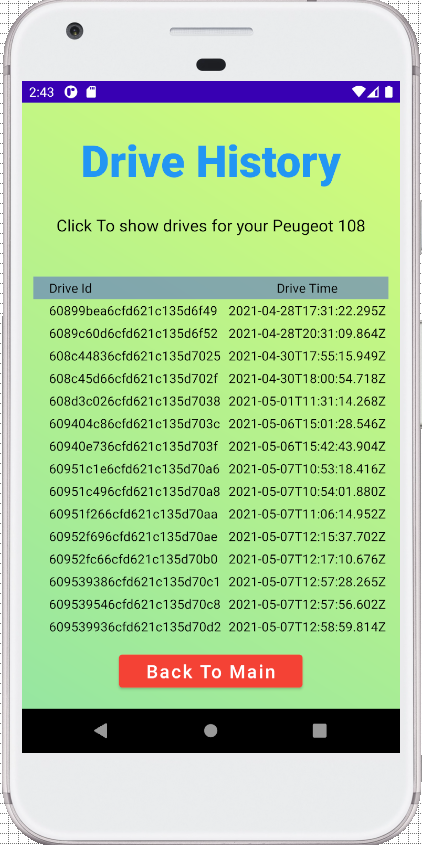 2:43
Drive History
Click To show drives for your Peugeot 108
Drive Id Drive Time
60899bea6cfd621c135d6f49 2021-04-28T17:31:22.295Z
6089c60d6cfd621c135d6f52 2021-04-28T20:31:09.864Z
608c44836cfd621c135d7025 2021-04-30T17:55:15.949Z
608c45d66cfd621c135d702f 2021-04-30T18:00:54.718Z
608d3c026cfd621c135d7038 2021-05-01T11:31:14.268Z
609404c86cfd621c135d703c 2021-05-06T15:01:28.546Z
60940e736cfd621c135d703f 2021-05-06T15:42:43.904Z
60951c1e6cfd621c135d70a6 2021-05-07T10:53:18.416Z
60951c496cfd621c135d70a8 2021-05-07T10:54:01.880Z
60951f266cfd621c135d70aa 2021-05-07T11:06:14.952Z
60952f696cfd621c135d70ae 2021-05-07T12:15:37.702Z
60952fc66cfd621c135d70b0 2021-05-07T12:17:10.676Z
609539386cfd621c135d70c1 2021-05-07T12:57:28.265Z
609539546cfd621c135d70c8 2021-05-07T12:57:56.602Z
609539936cfd621c135d70d2 2021-05-07T12:58:59.814Z
Back To Main